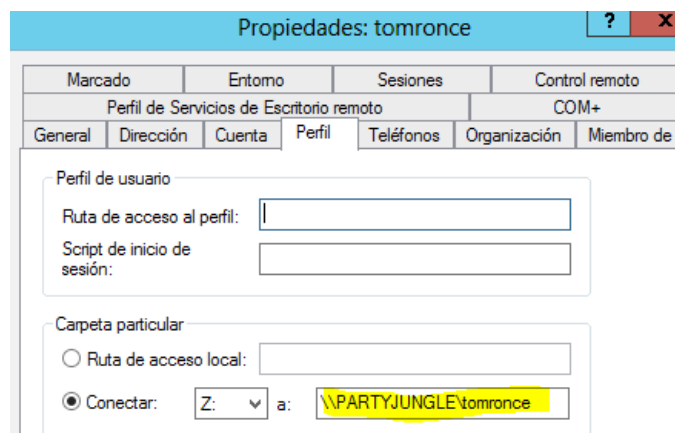 Propiedades: tomronce
?
x
Marcado Entorno Sesiones Control remoto
Perfil de Servicios de Escritorio remoto COM+
General Dirección Cuenta Perfil Teléfonos Organización Miembro de
Perfil de usuario
Ruta de acceso al perfil:
Script de inicio de
sesión:
Carpeta particular
Ruta de acceso local:
Conectar: Z: a: \\PARTYJUNGLE\tomronce